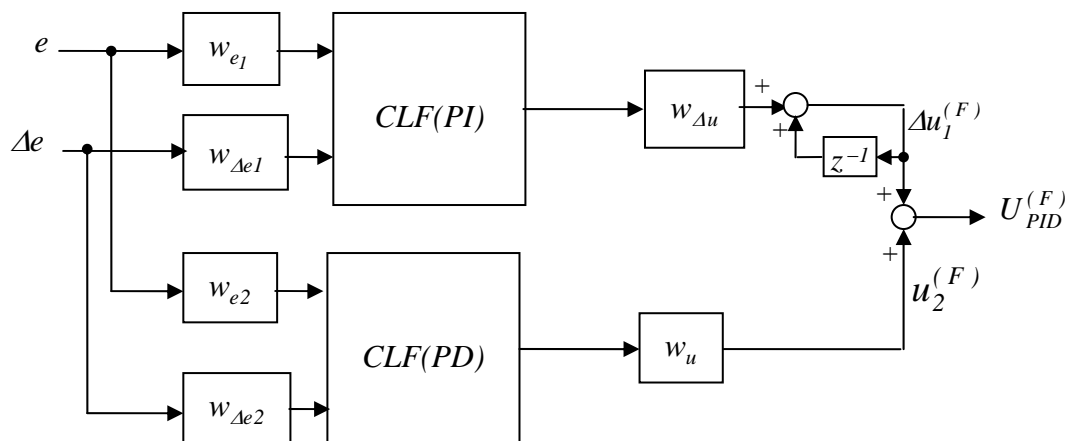 e
w_{e_1}
CLF(PI)
w_{Δu}
+
Δu_1^{(F)}
+
Δe
w_{Δe1}
z^{-1}
+
U_{PID}^{(F)}
+
w_{e2}
u_2^{(F)}
CLF(PD)
w_u
w_{Δe2}